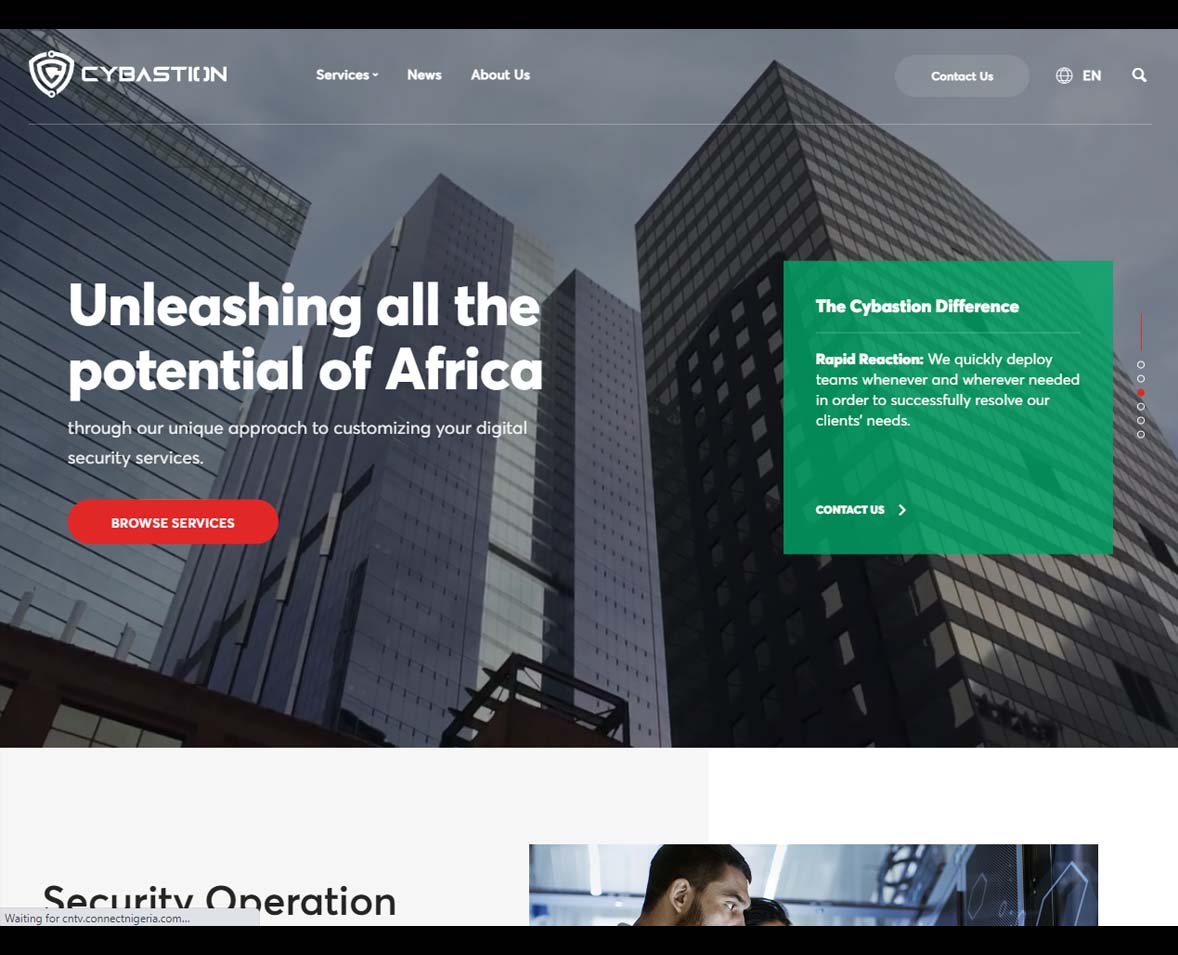 CYBASTION
Services
News
About Us
Contact Us
EN
Unleashing all the
potential of Africa
through our unique approach to customizing your digital
security services.
BROWSE SERVICES
The Cybastion Difference
Rapid Reaction: We quickly deploy
teams whenever and wherever needed
in order to successfully resolve our
clients' needs.
CONTACT US
Security Operation
Waiting for cntv.connectnigeria.com...